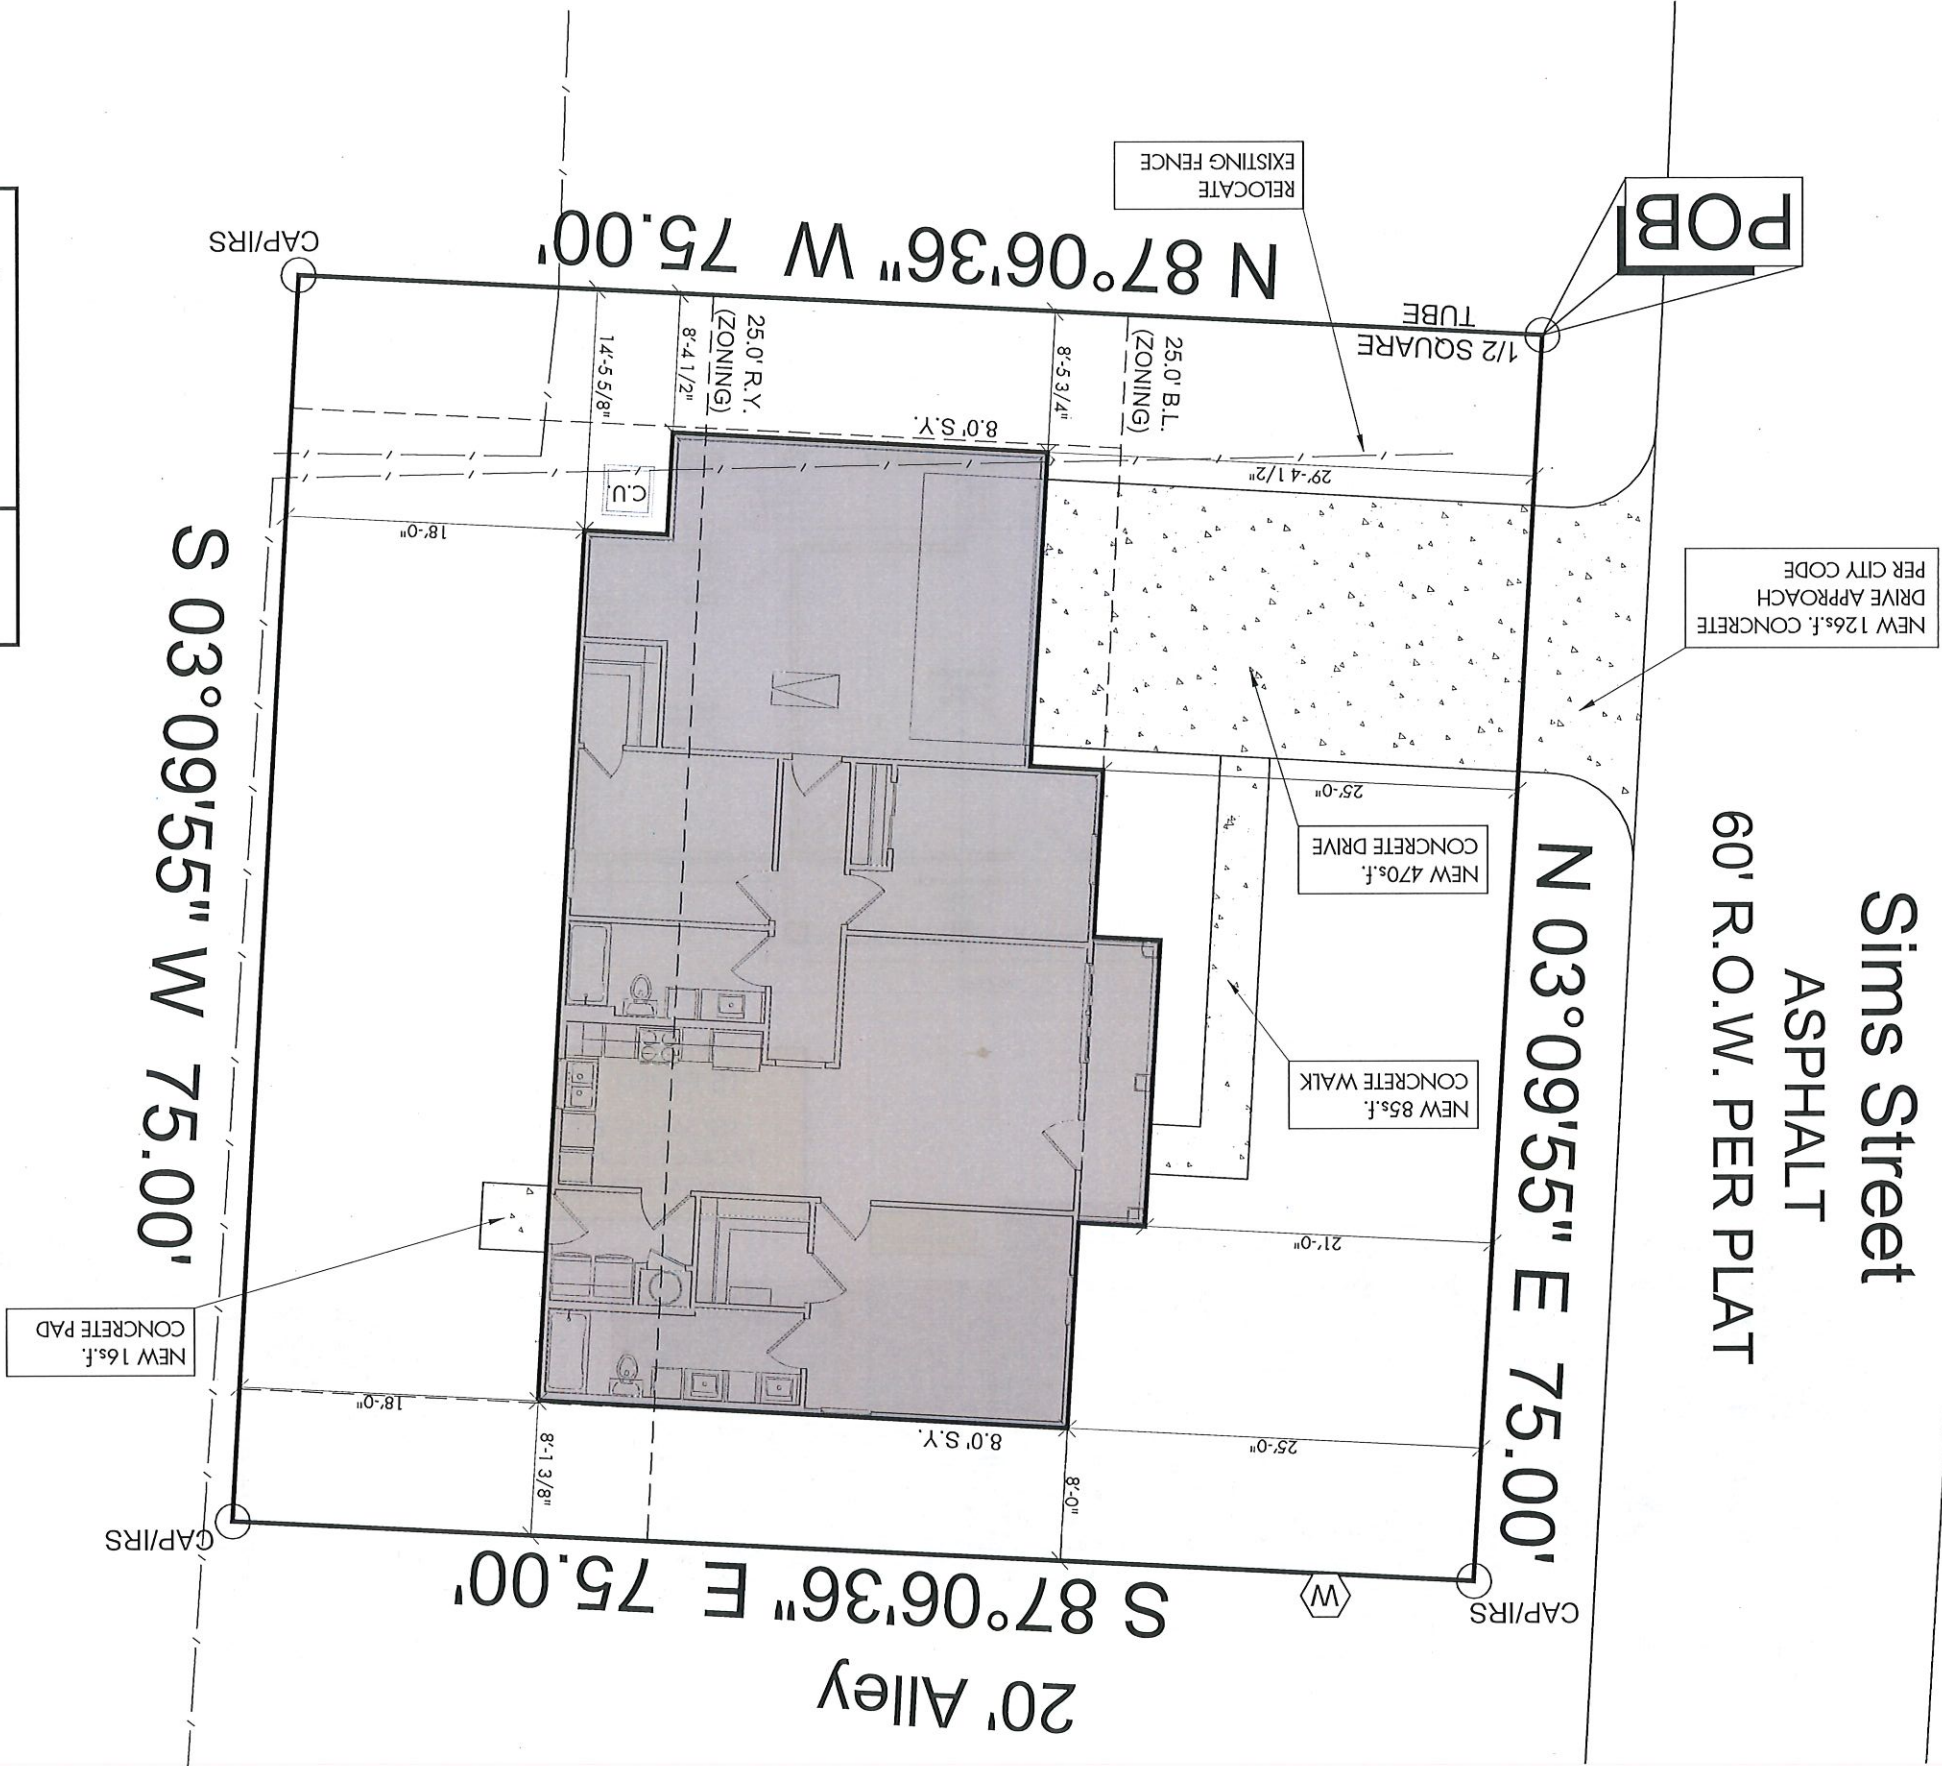 20' Alley
S 87°06'36" E 75.00'
W
CAP/IRS
CAP/IRS
8'-0"
8'-1 3/8"
25'-0"
8.0' S.Y.
18'-0"
NEW 16s.f.
CONCRETE PAD
21'-0"
NEW 85s.f.
CONCRETE WALK
N 03°09'55" E 75.00'
S 03°09'55" W 75.00'
Sims Street
ASPHALT
60' R.O.W. PER PLAT
NEW 470s.f.
CONCRETE DRIVE
25'-0"
NEW 126s.f. CONCRETE
DRIVE APPROACH
PER CITY CODE
18'-0"
C.U.
29'-4 1/2"
8.0' S.Y.
25.0' B.L.
(ZONING)
8'-5 3/4"
25.0' R.Y.
(ZONING)
8'-4 1/2"
14'-5 5/8"
1/2 SQUARE
TUBE
POB
N 87°06'36" W 75.00'
CAP/IRS
RELOCATE
EXISTING FENCE